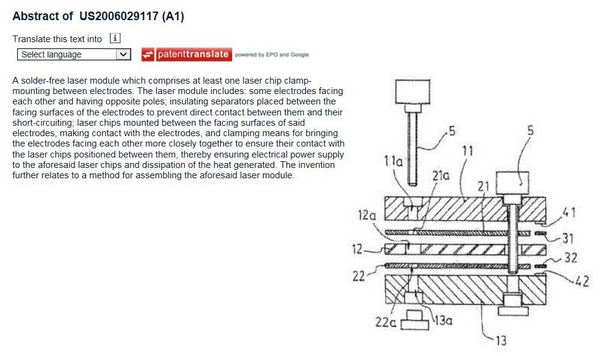 Abstract of US2006029117 (A1)
Translate this text into i
Select language patenttranslate powered by EPO and Google
A solder-free laser module which comprises at least one laser chip clamp-
mounting between electrodes. The laser module includes: some electrodes facing
each other and having opposite poles; insulating separators placed between the
facing surfaces of the electrodes to prevent direct contact between them and their
short-circuiting; laser chips mounted between the facing surfaces of said
electrodes, making contact with the electrodes, and clamping means for bringing
the electrodes facing each other more closely together to ensure their contact with
the laser chips positioned between them, thereby ensuring electrical power supply
to the aforesaid laser chips and dissipation of the heat generated. The invention
further relates to a method for assembling the aforesaid laser module.
5 5
11a 11 21
21a
12a 41
31
12 32
22 42
22a 13a
13